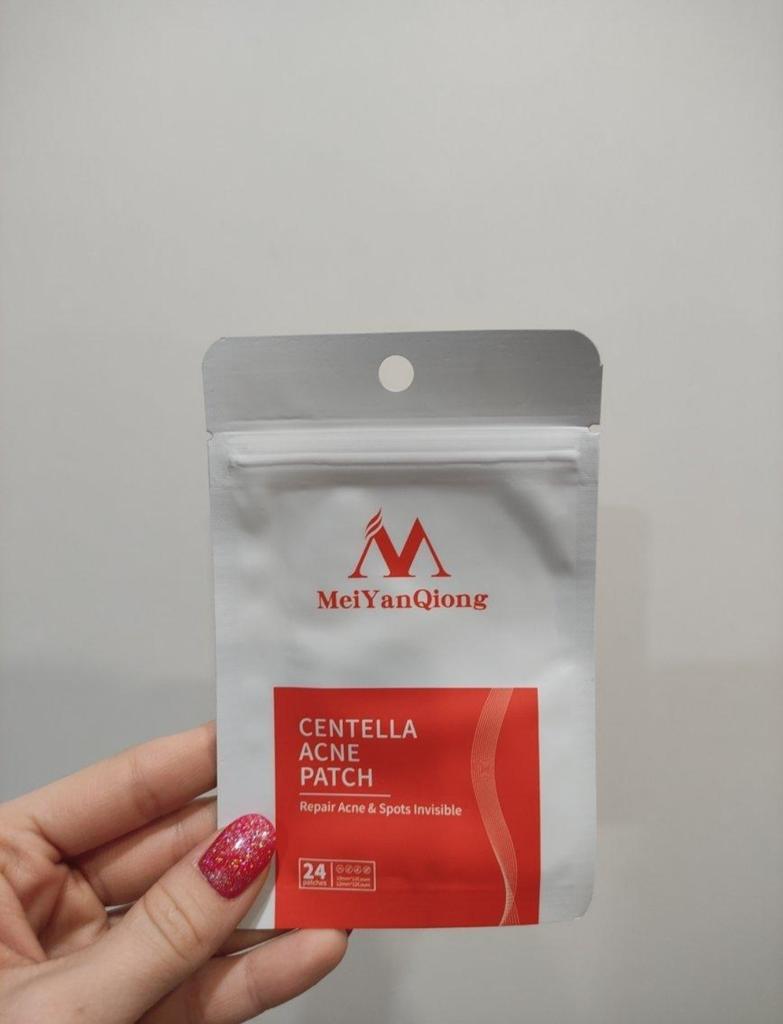 MeiYanQiong
CENTELLA
ACNE
PATCH
Repair Acne & Spots Invisible
24
patches